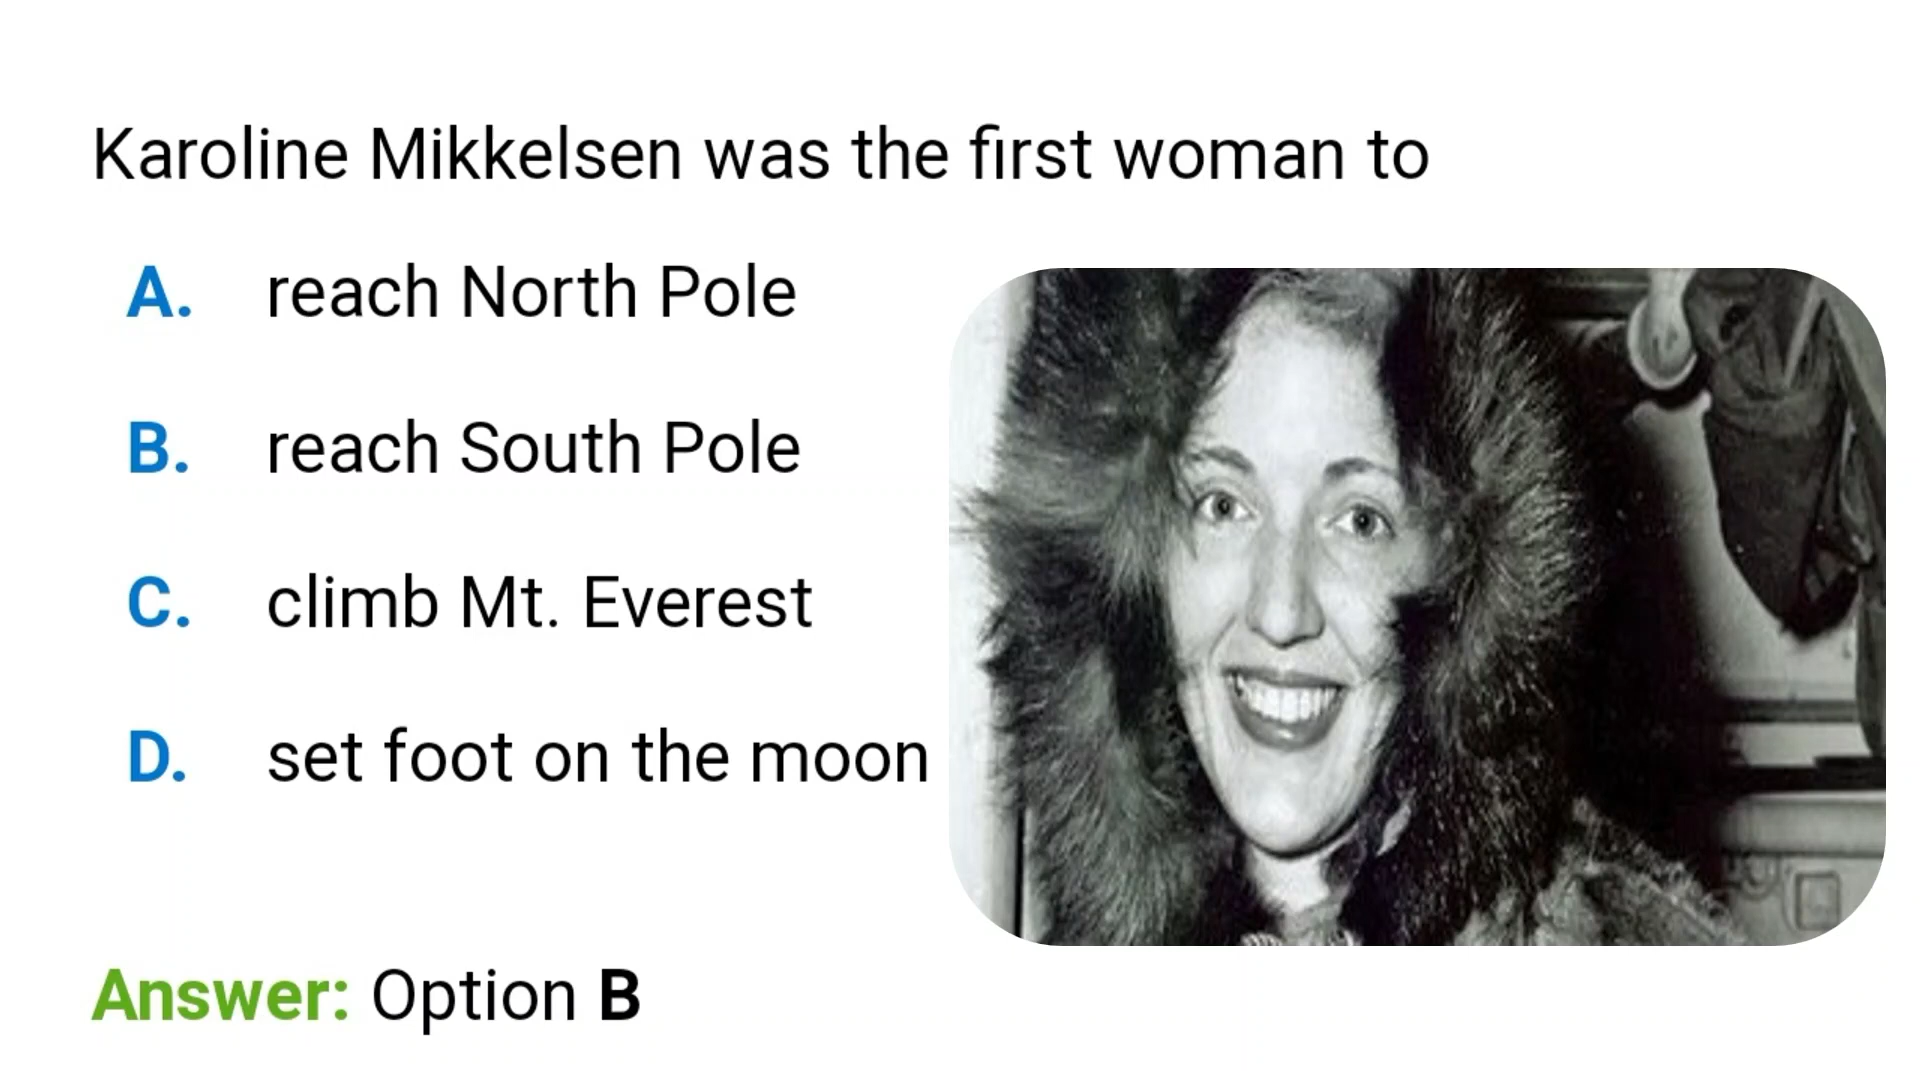 Karoline Mikkelsen was the first woman to
A. reach North Pole
B. reach South Pole
C. climb Mt. Everest
D. set foot on the moon
Answer: Option B